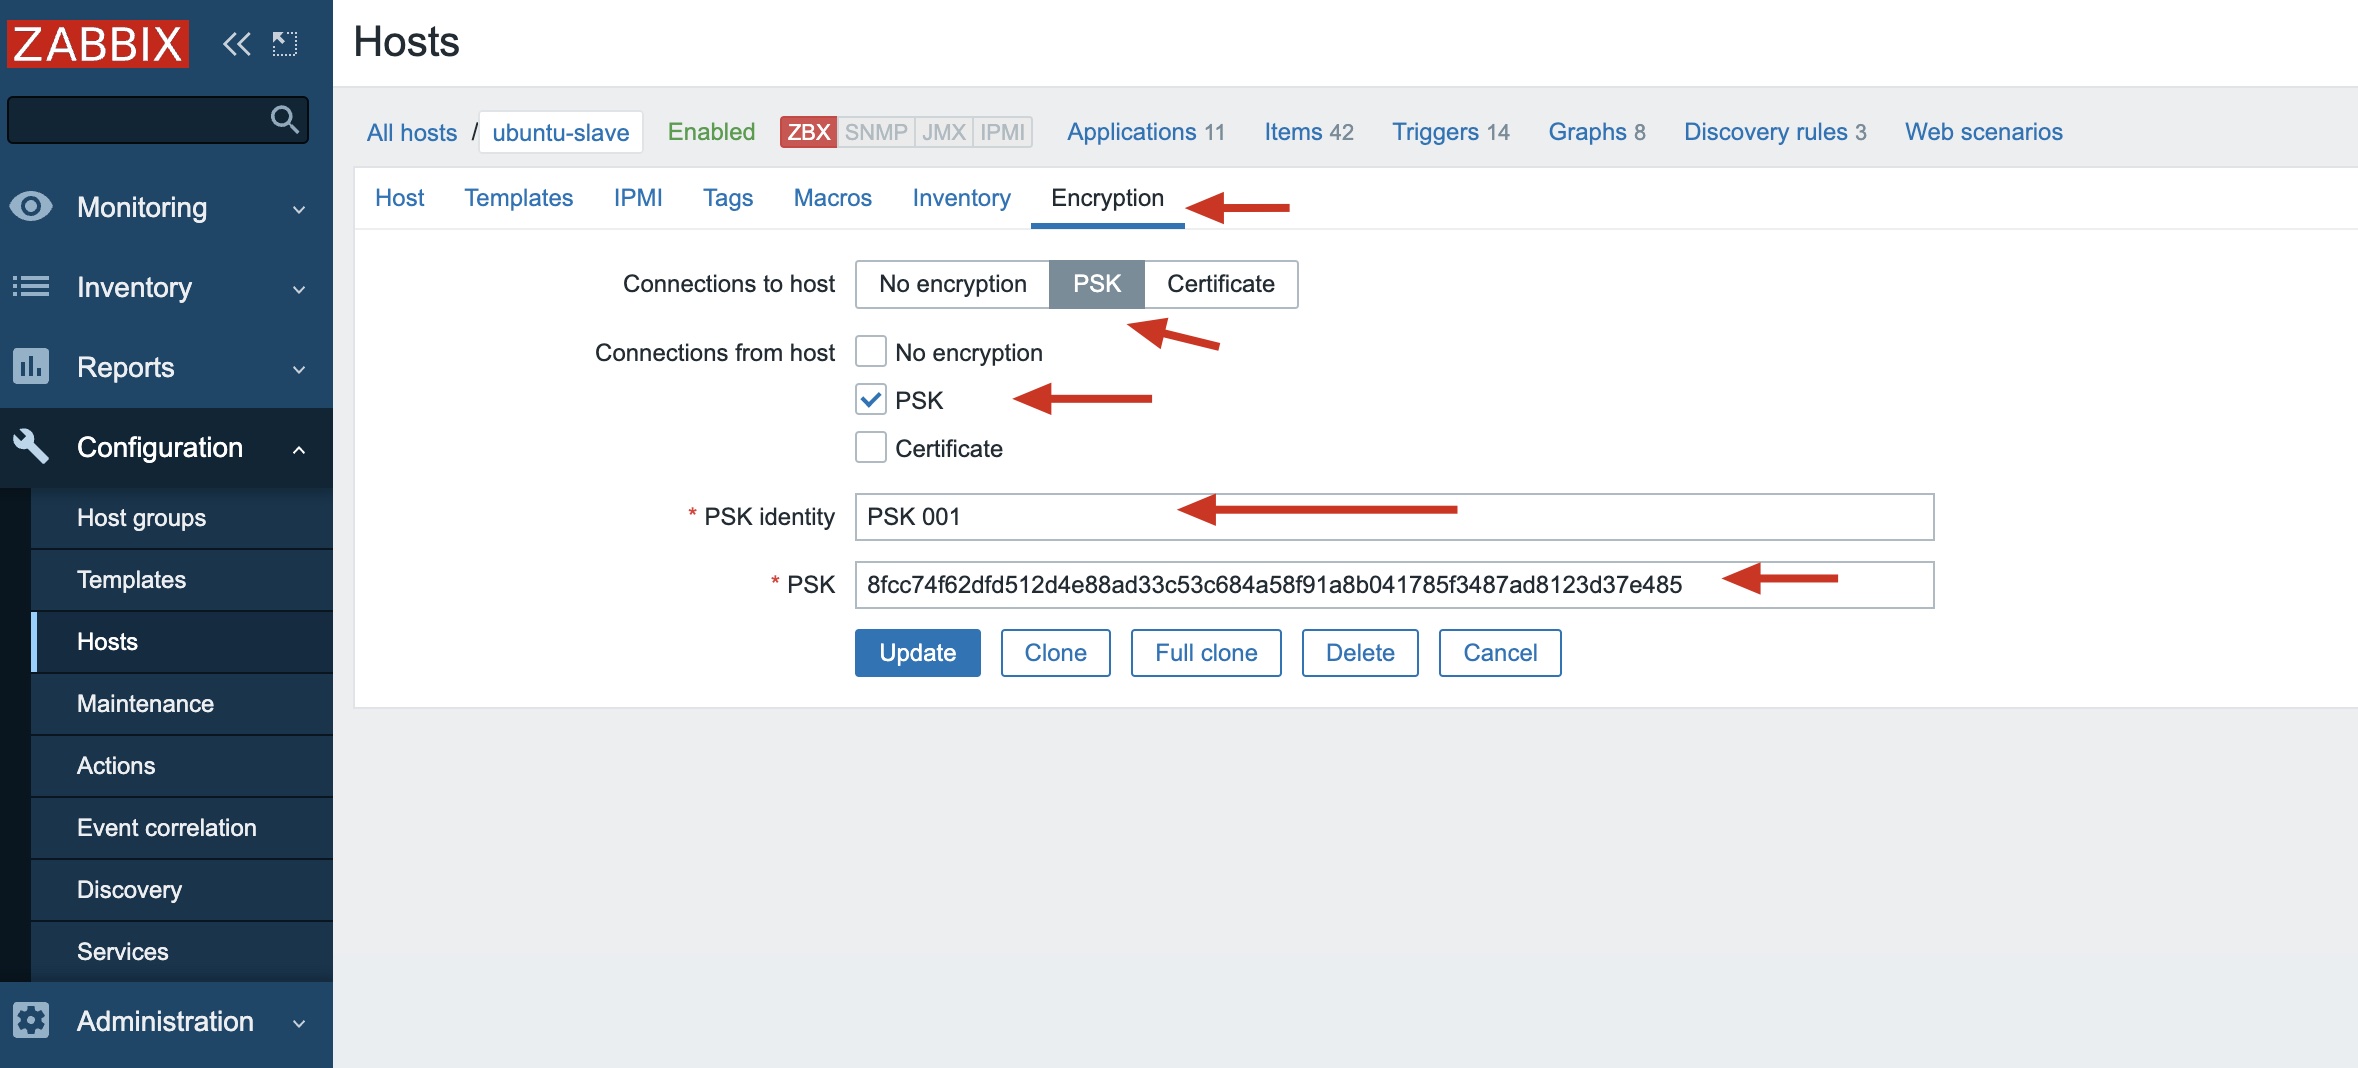 ZABBIX
Monitoring
Inventory
Reports
Configuration
Host groups
Templates
Hosts
Maintenance
Actions
Event correlation
Discovery
Services
Administration
Hosts
All hosts / ubuntu-slave Enabled ZBX SNMP JMX IPMI Applications 11 Items 42 Triggers 14 Graphs 8 Discovery rules 3 Web scenarios
Host Templates IPMI Tags Macros Inventory Encryption
Connections to host No encryption PSK Certificate
Connections from host No encryption
PSK
Certificate
* PSK identity PSK 001
* PSK 8fcc74f62dfd512d4e88ad33c53c684a58f91a8b041785f3487ad8123d37e485
Update Clone Full clone Delete Cancel